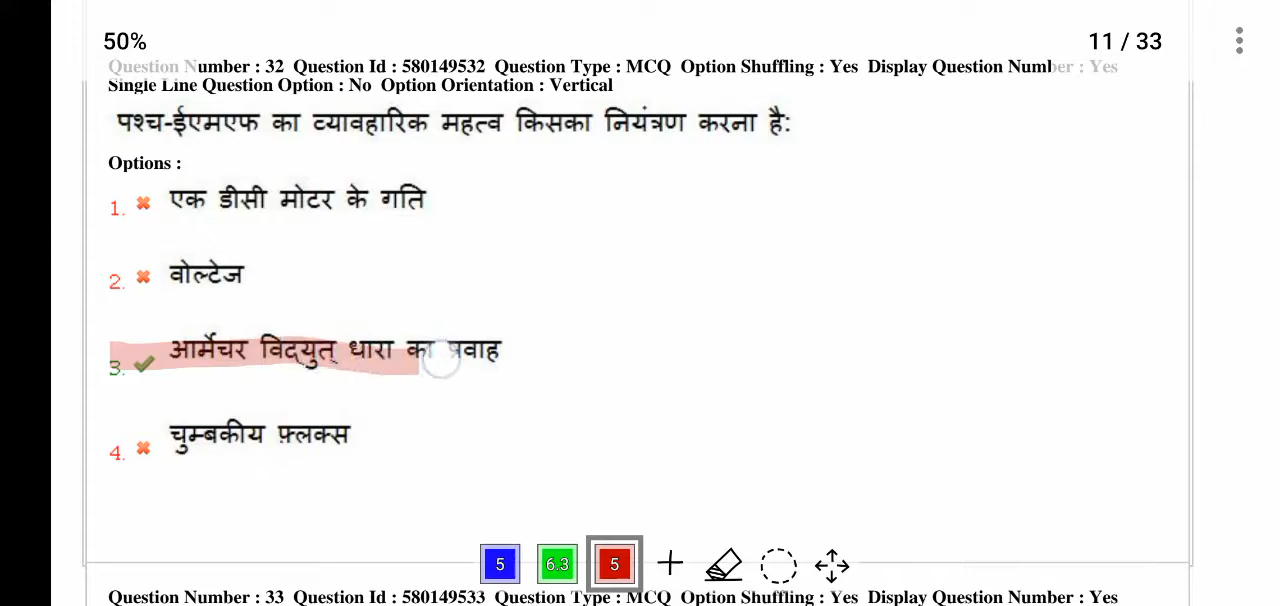 50%
11 / 33
Question Number : 32 Question Id : 580149532 Question Type : MCQ Option Shuffling : Yes Display Question Number : Yes
Single Line Question Option : No Option Orientation : Vertical
पश्च-ईएमएफ का व्यावहारिक महत्व किसका नियंत्रण करना है:
Options :
1. एक डीसी मोटर के गति
2. वोल्टेज
3. आर्मेचर विद्युत् धारा का प्रवाह
4. चुम्बकीय फ़्लक्स
5 6.3 5
Question Number : 33 Question Id : 580149533 Question Type : MCQ Option Shuffling : Yes Display Question Number : Yes